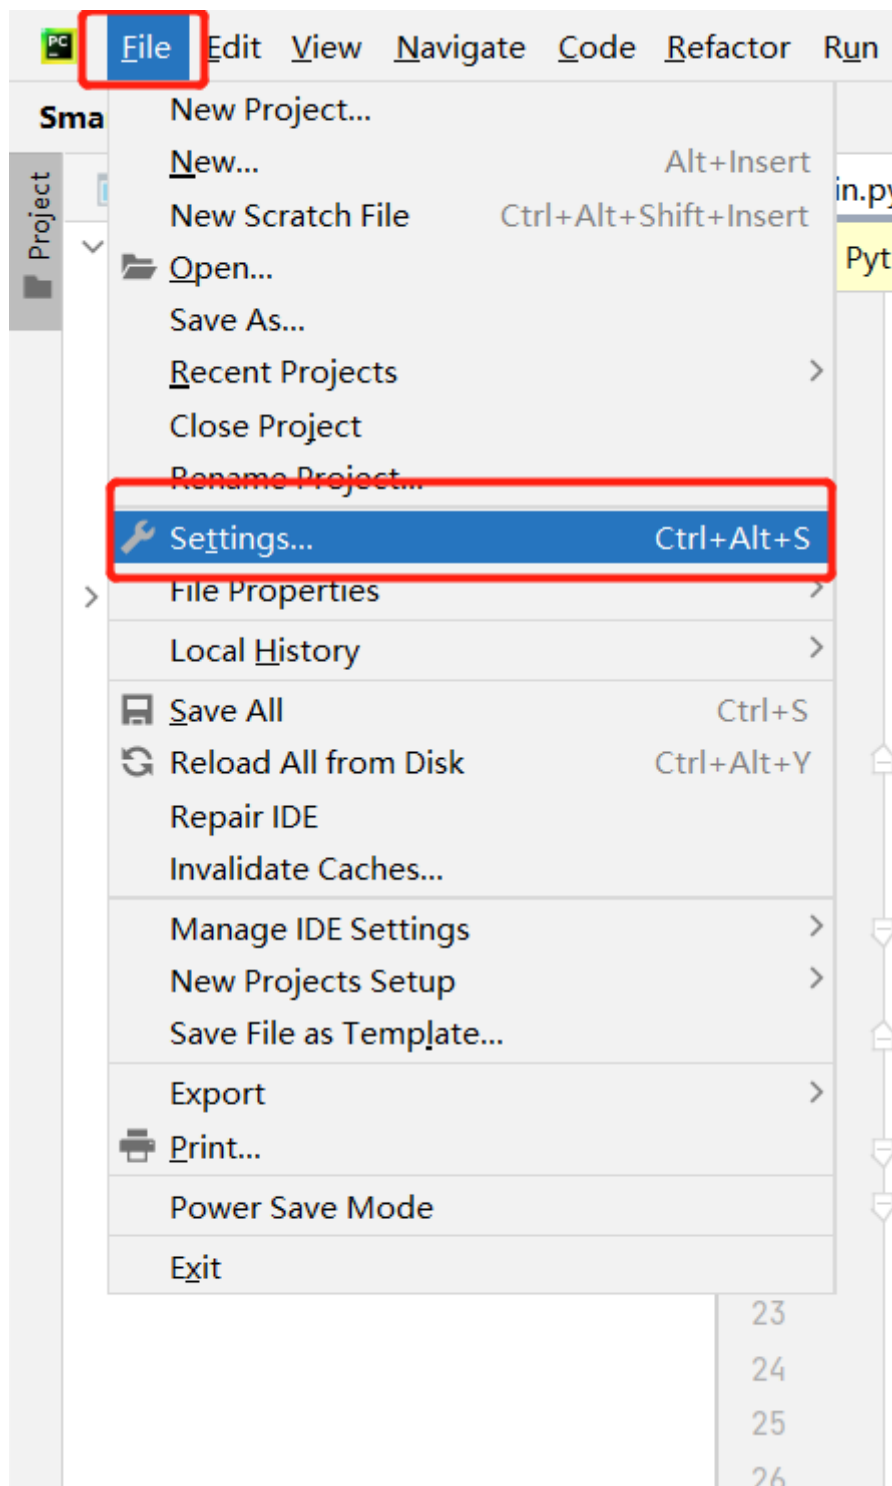 PC File Edit View Navigate Code Refactor Run
Sma
New Project...
New... Alt+Insert
in.py
Project
New Scratch File Ctrl+Alt+Shift+Insert
Open...
Pyt
Save As...
Recent Projects
Close Project
Rename Project...
Settings... Ctrl+Alt+S
File Properties
Local History
Save All Ctrl+S
Reload All from Disk Ctrl+Alt+Y
Repair IDE
Invalidate Caches...
Manage IDE Settings
New Projects Setup
Save File as Template...
Export
Print...
Power Save Mode
Exit
23
24
25
26